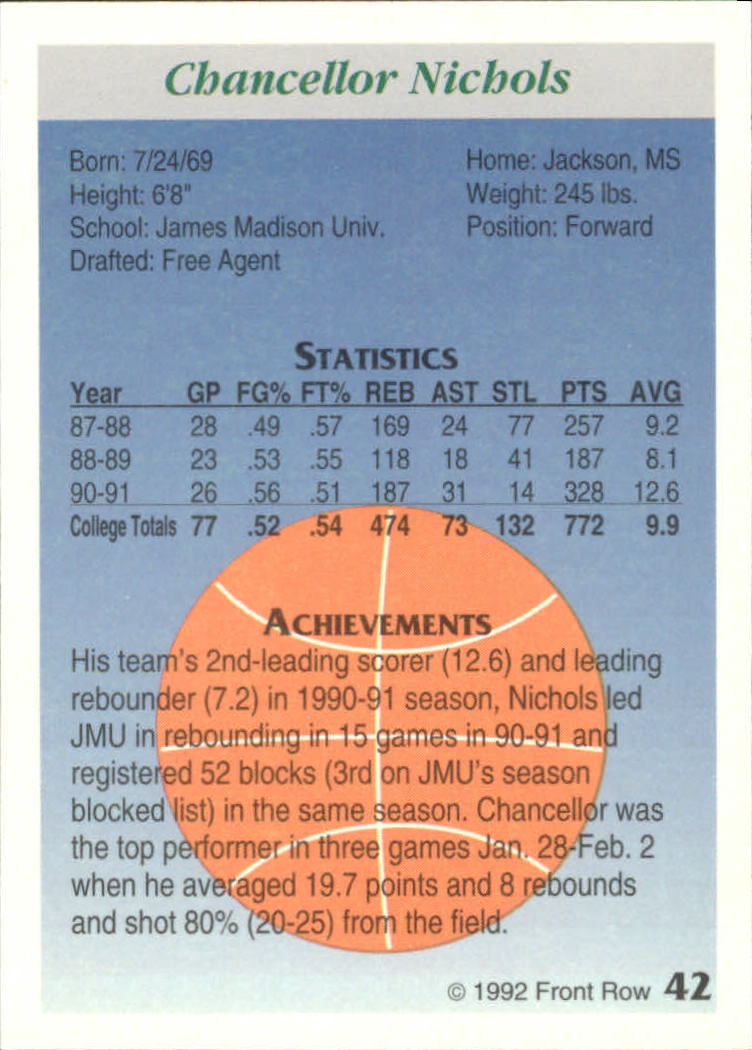 Chancellor Nichols
Born: 7/24/69 Home: Jackson, MS
Height: 6'8" Weight: 245 lbs.
School: James Madison Univ. Position: Forward
Drafted: Free Agent
STATISTICS
Year GP FG% FT% REB AST STL PTS AVG
87-88 28 .49 .57 169 24 77 257 9.2
88-89 23 .53 .55 118 18 41 187 8.1
90-91 26 .56 .51 187 31 14 328 12.6
College Totals 77 .52 .54 474 73 132 772 9.9
ACHIEVEMENTS
His team's 2nd-leading scorer (12.6) and leading
rebounder (7.2) in 1990-91 season, Nichols led
JMU in rebounding in 15 games in 90-91 and
registered 52 blocks (3rd on JMU's season
blocked list) in the same season. Chancellor was
the top performer in three games Jan. 28-Feb. 2
when he averaged 19.7 points and 8 rebounds
and shot 80% (20-25) from the field.
© 1992 Front Row 42